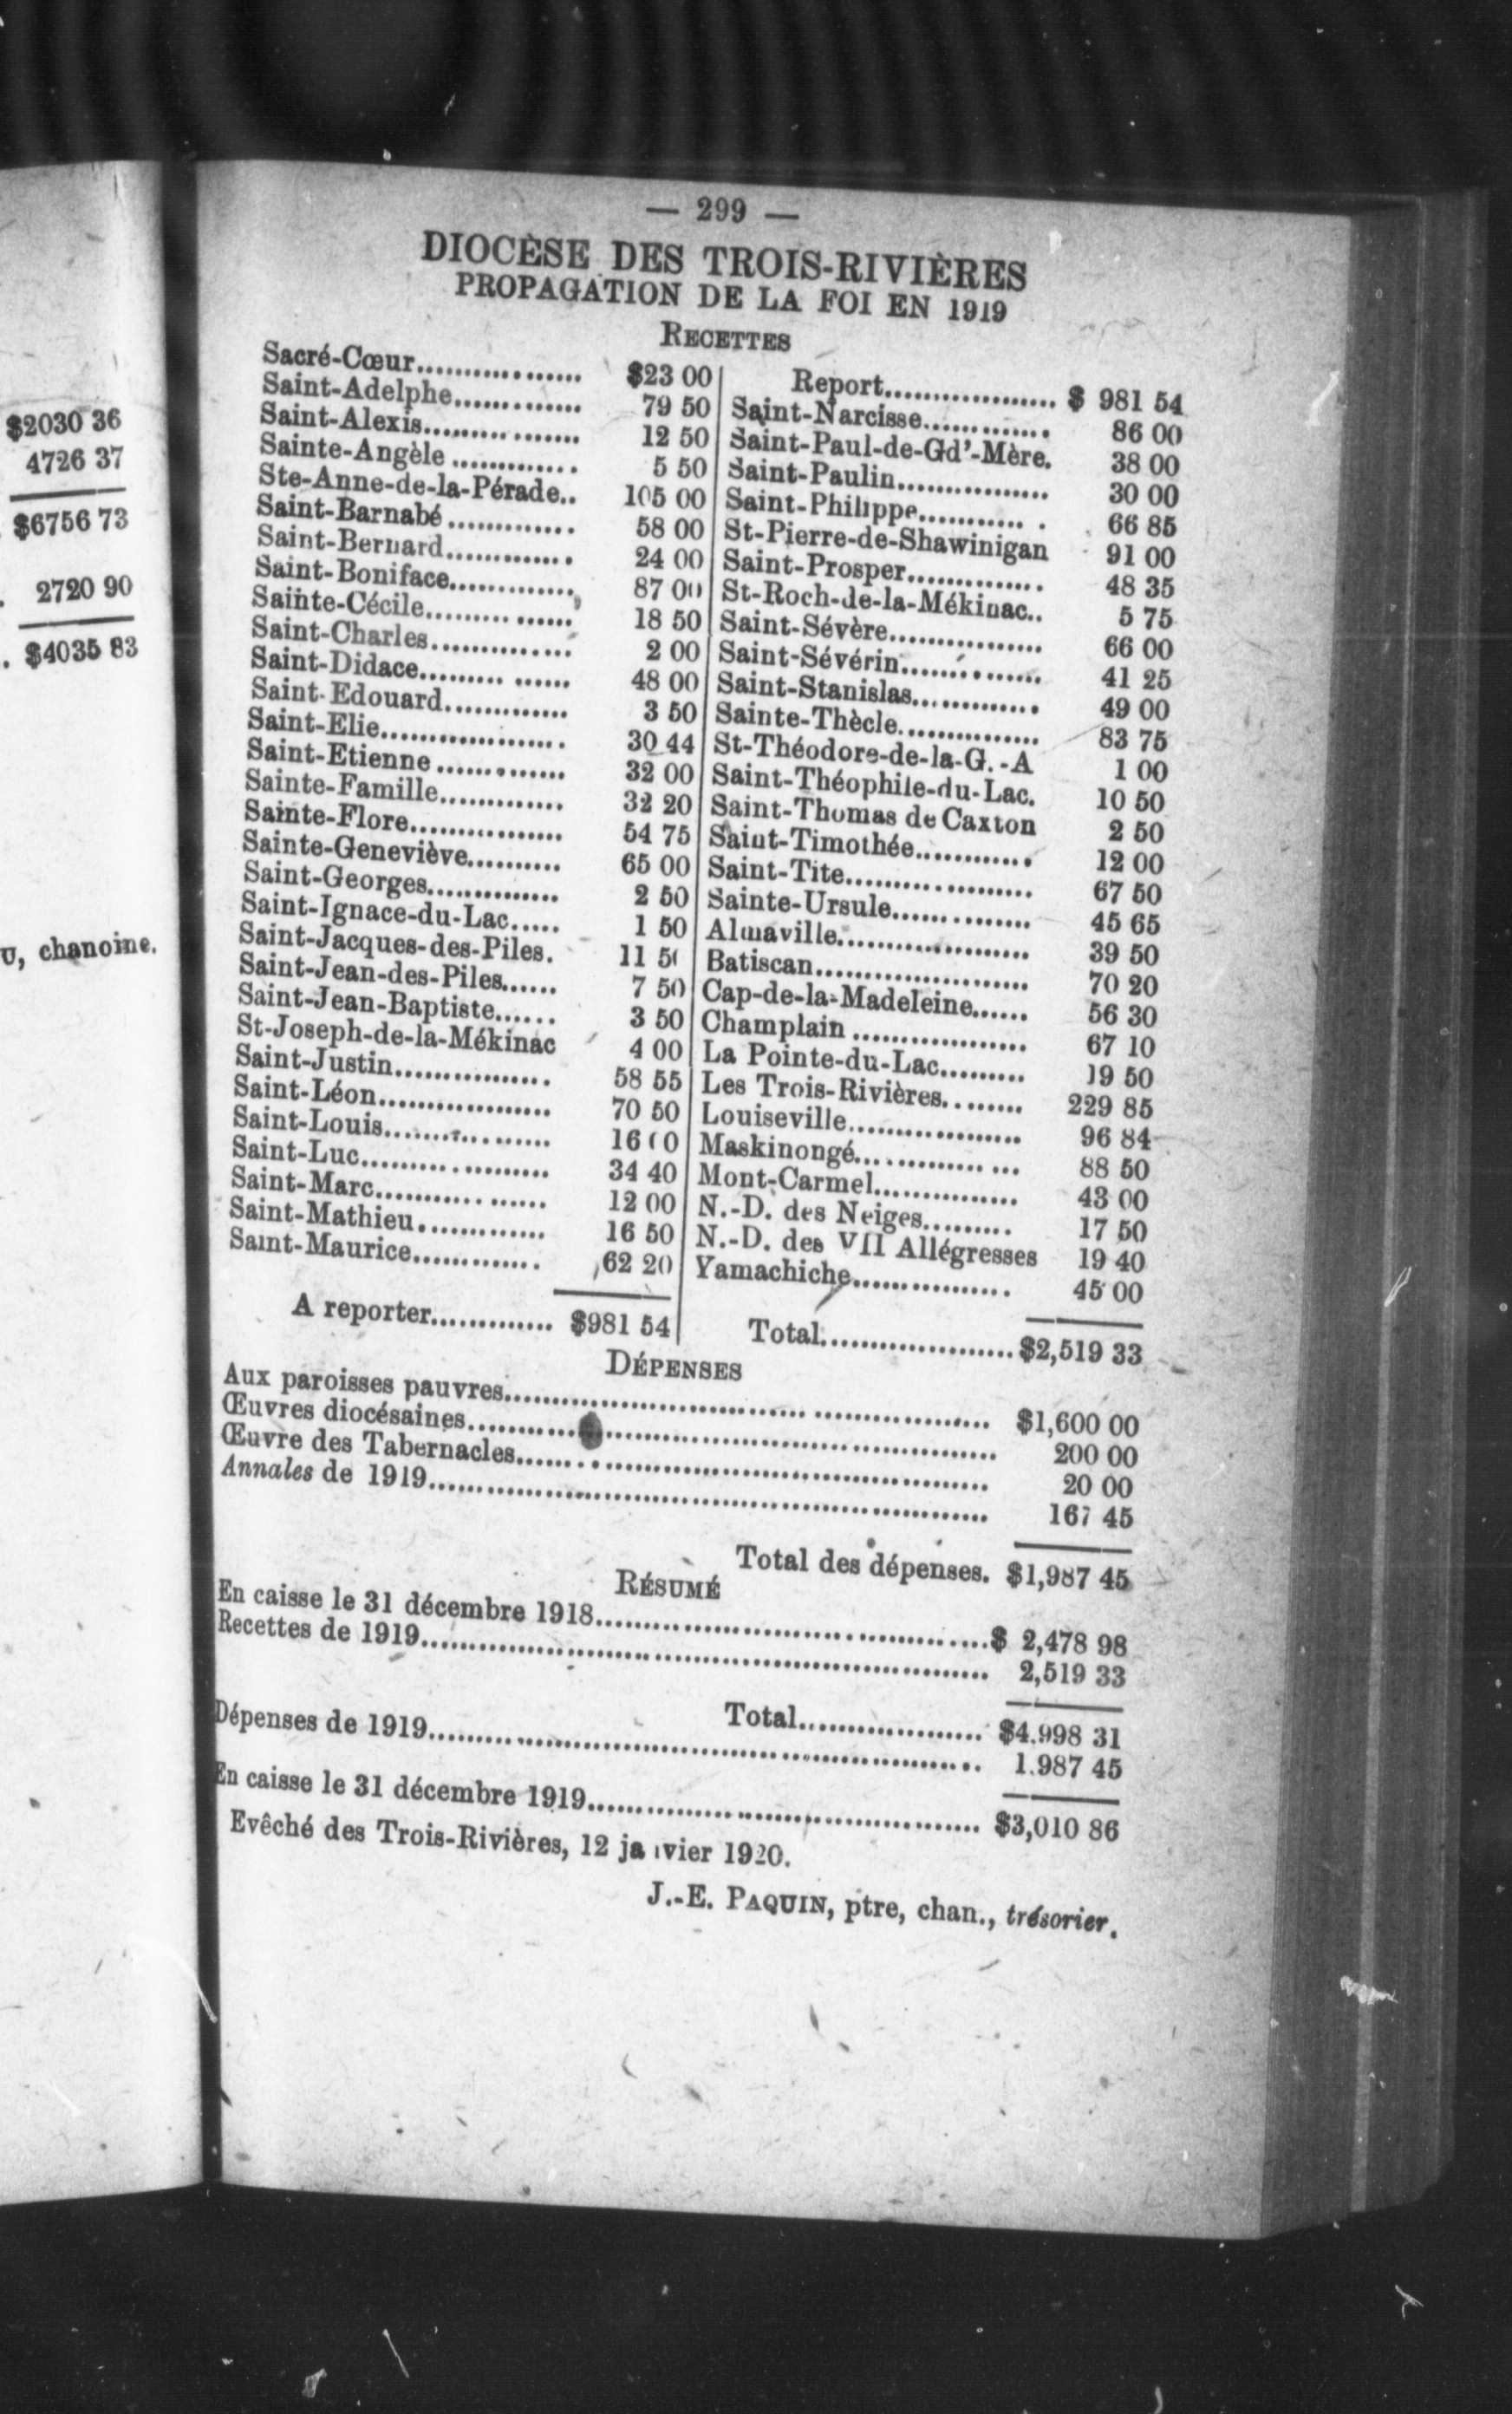 $2030 36
4726 37
$6756 73
2720 90
$4035 83
U, chanoine.
— 299 —
DIOCÈSE DES TROIS-RIVIÈRES
PROPAGATION DE LA FOI EN 1919
RECETTES
Sacré-Cœur................. $23 00
Saint-Adelphe............. 79 50
Saint-Alexis................ 12 50
Sainte-Angèle ............. 5 50
Ste-Anne-de-la-Pérade.. 105 00
Saint-Barnabé ............. 58 00
Saint-Bernard............. 24 00
Saint-Boniface............. 87 00
Sainte-Cécile............... 18 50
Saint-Charles............... 2 00
Saint-Didace............... 48 00
Saint-Edouard............. 3 50
Saint-Elie................... 30 44
Saint-Etienne ............. 32 00
Sainte-Famille............. 32 20
Sainte-Flore................ 54 75
Sainte-Geneviève.......... 65 00
Saint-Georges.............. 2 50
Saint-Ignace-du-Lac..... 1 50
Saint-Jacques-des-Piles. 11 50
Saint-Jean-des-Piles...... 7 50
Saint-Jean-Baptiste...... 3 50
St-Joseph-de-la-Mékinac 4 00
Saint-Justin................ 58 55
Saint-Léon.................. 70 50
Saint-Louis................. 16 00
Saint-Luc.................... 34 40
Saint-Marc................. 12 00
Saint-Mathieu............. 16 50
Saint-Maurice............. 62 20
A reporter............. $981 54
Report.................. $ 981 54
Saint-Narcisse............. 86 00
Saint-Paul-de-Gd'-Mère. 38 00
Saint-Paulin................ 30 00
Saint-Philippe............ . 66 85
St-Pierre-de-Shawinigan 91 00
Saint-Prosper.............. 48 35
St-Roch-de-la-Mékinac.. 5 75
Saint-Sévère................ 66 00
Saint-Sévérin............... 41 25
Saint-Stanislas............. 49 00
Sainte-Thècle............... 83 75
St-Théodore-de-la-G.-A 1 00
Saint-Théophile-du-Lac. 10 50
Saint-Thomas de Caxton 2 50
Saint-Timothée............ 12 00
Saint-Tite.................... 67 50
Sainte-Ursule............... 45 65
Almaville..................... 39 50
Batiscan...................... 70 20
Cap-de-la-Madeleine...... 56 30
Champlain .................. 67 10
La Pointe-du-Lac......... 19 50
Les Trois-Rivières........ 229 85
Louiseville.................. 96 84
Maskinongé................. 88 50
Mont-Carmel............... 43 00
N.-D. des Neiges......... 17 50
N.-D. des VII Allégresses 19 40
Yamachiche................. 45 00
Total.................... $2,519 33
DÉPENSES
Aux paroisses pauvres.................................................. $1,600 00
Œuvres diocésaines...................................................... 200 00
Œuvre des Tabernacles................................................. 20 00
Annales de 1919.......................................................... 167 45
Total des dépenses. $1,987 45
RÉSUMÉ
En caisse le 31 décembre 1918........................................$ 2,478 98
Recettes de 1919.......................................................... 2,519 33
Total................... $4.998 31
Dépenses de 1919......................................................... 1.987 45
En caisse le 31 décembre 1919........................................ $3,010 86
Evêché des Trois-Rivières, 12 janvier 1920.
J.-E. PAQUIN, ptre, chan., trésorier.